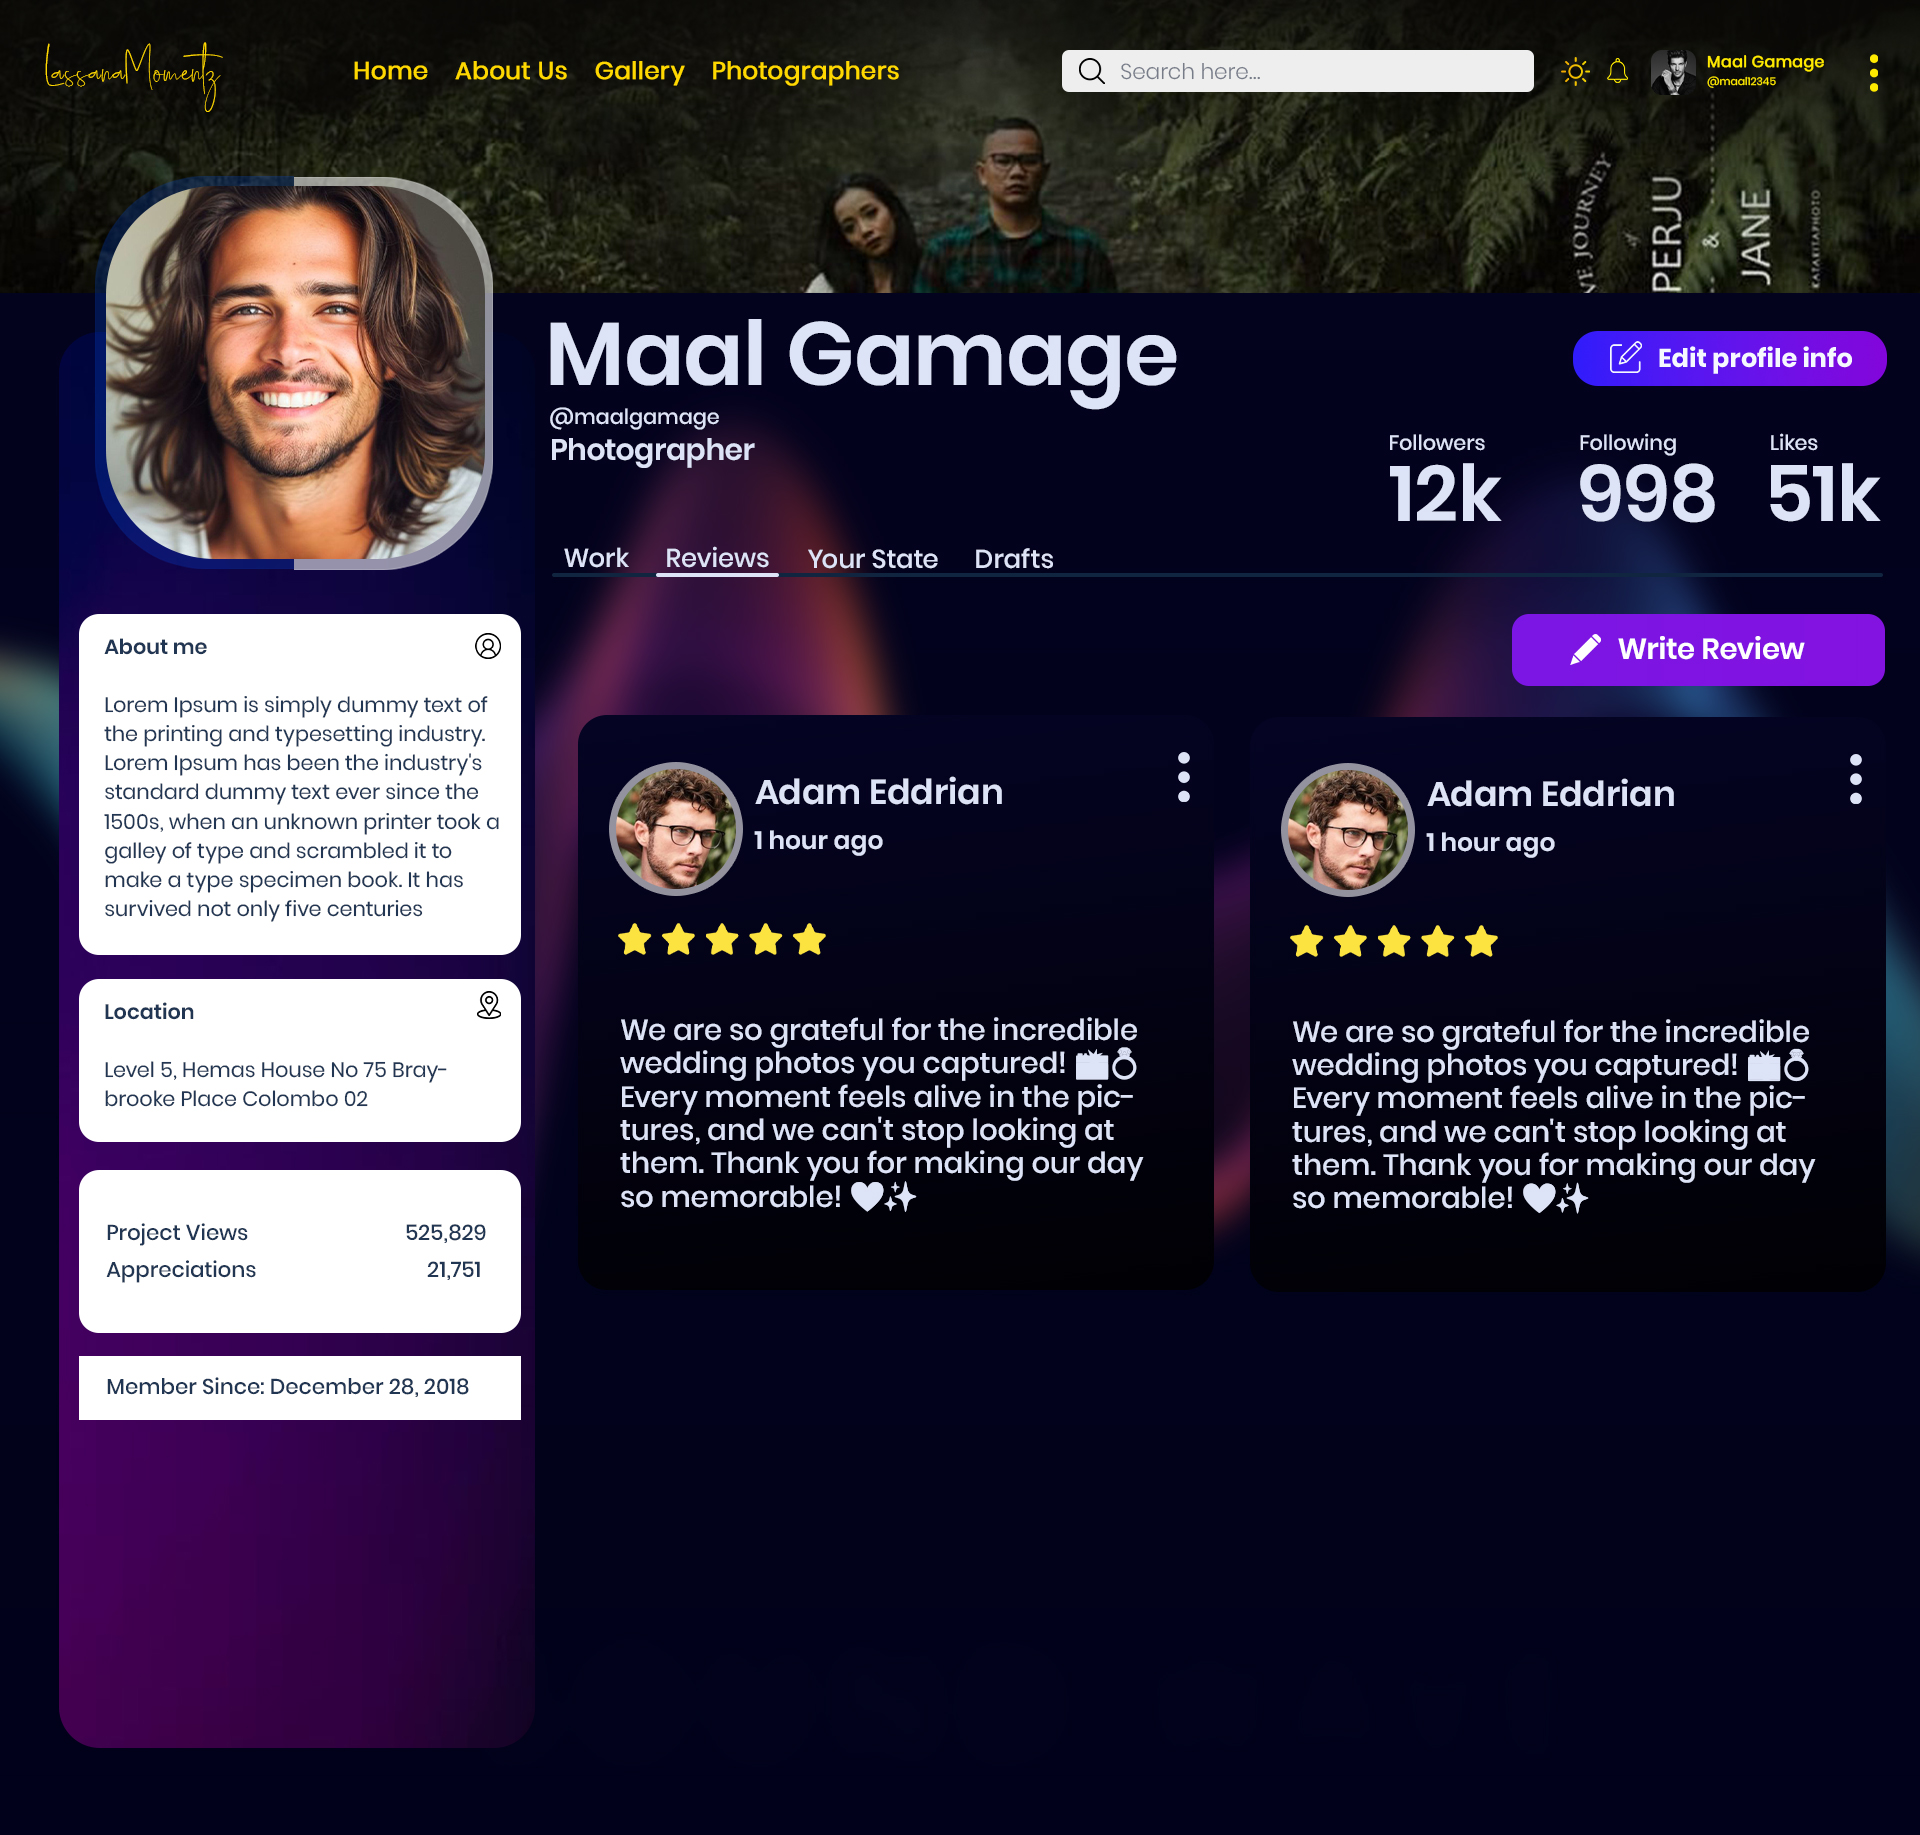 LassanaMomentz
Home About Us Gallery Photographers
Search here...
Maal Gamage
@maal12345
JOURNEY
of
PERJU
&
JANE
KATAKITAPHOTO
Maal Gamage
@maalgamage
Photographer
Edit profile info
Followers Following Likes
12k 998 51k
Work Reviews Your State Drafts
Write Review
About me
Lorem Ipsum is simply dummy text of
the printing and typesetting industry.
Lorem Ipsum has been the industry's
standard dummy text ever since the
1500s, when an unknown printer took a
galley of type and scrambled it to
make a type specimen book. It has
survived not only five centuries
Location
Level 5, Hemas House No 75 Bray-
brooke Place Colombo 02
Project Views 525,829
Appreciations 21,751
Member Since: December 28, 2018
Adam Eddrian
1 hour ago
We are so grateful for the incredible
wedding photos you captured! 📸💍
Every moment feels alive in the pic-
tures, and we can't stop looking at
them. Thank you for making our day
so memorable! ❤✨
Adam Eddrian
1 hour ago
We are so grateful for the incredible
wedding photos you captured! 📸💍
Every moment feels alive in the pic-
tures, and we can't stop looking at
them. Thank you for making our day
so memorable! ❤✨